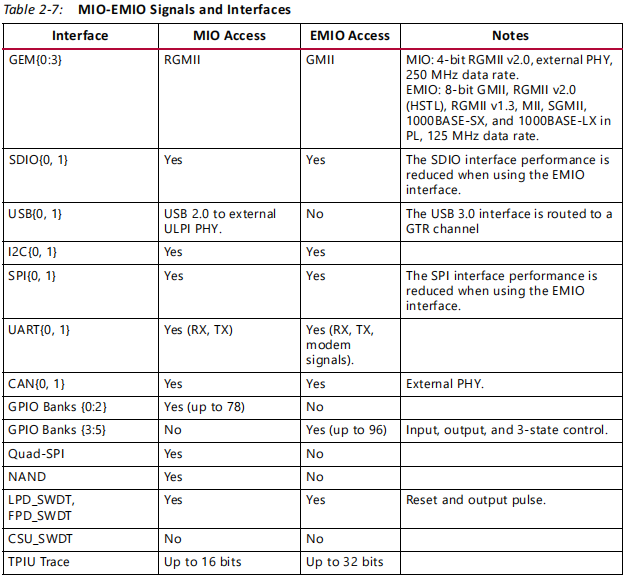 Table 2-7: MIO-EMIO Signals and Interfaces
Interface MIO Access EMIO Access Notes
GEM{0:3} RGMII GMII MIO: 4-bit RGMII v2.0, external PHY,
250 MHz data rate.
EMIO: 8-bit GMII, RGMII v2.0
(HSTL), RGMII v1.3, MII, SGMII,
1000BASE-SX, and 1000BASE-LX in
PL, 125 MHz data rate.
SDIO{0, 1} Yes Yes The SDIO interface performance is
reduced when using the EMIO
interface.
USB{0, 1} USB 2.0 to external No The USB 3.0 interface is routed to a
ULPI PHY. GTR channel
I2C{0, 1} Yes Yes
SPI{0, 1} Yes Yes The SPI interface performance is
reduced when using the EMIO
interface.
UART{0, 1} Yes (RX, TX) Yes (RX, TX,
modem
signals).
CAN{0, 1} Yes Yes External PHY.
GPIO Banks {0:2} Yes (up to 78) No
GPIO Banks {3:5} No Yes (up to 96) Input, output, and 3-state control.
Quad-SPI Yes No
NAND Yes No
LPD_SWDT, Yes Yes Reset and output pulse.
FPD_SWDT
CSU_SWDT No No
TPIU Trace Up to 16 bits Up to 32 bits